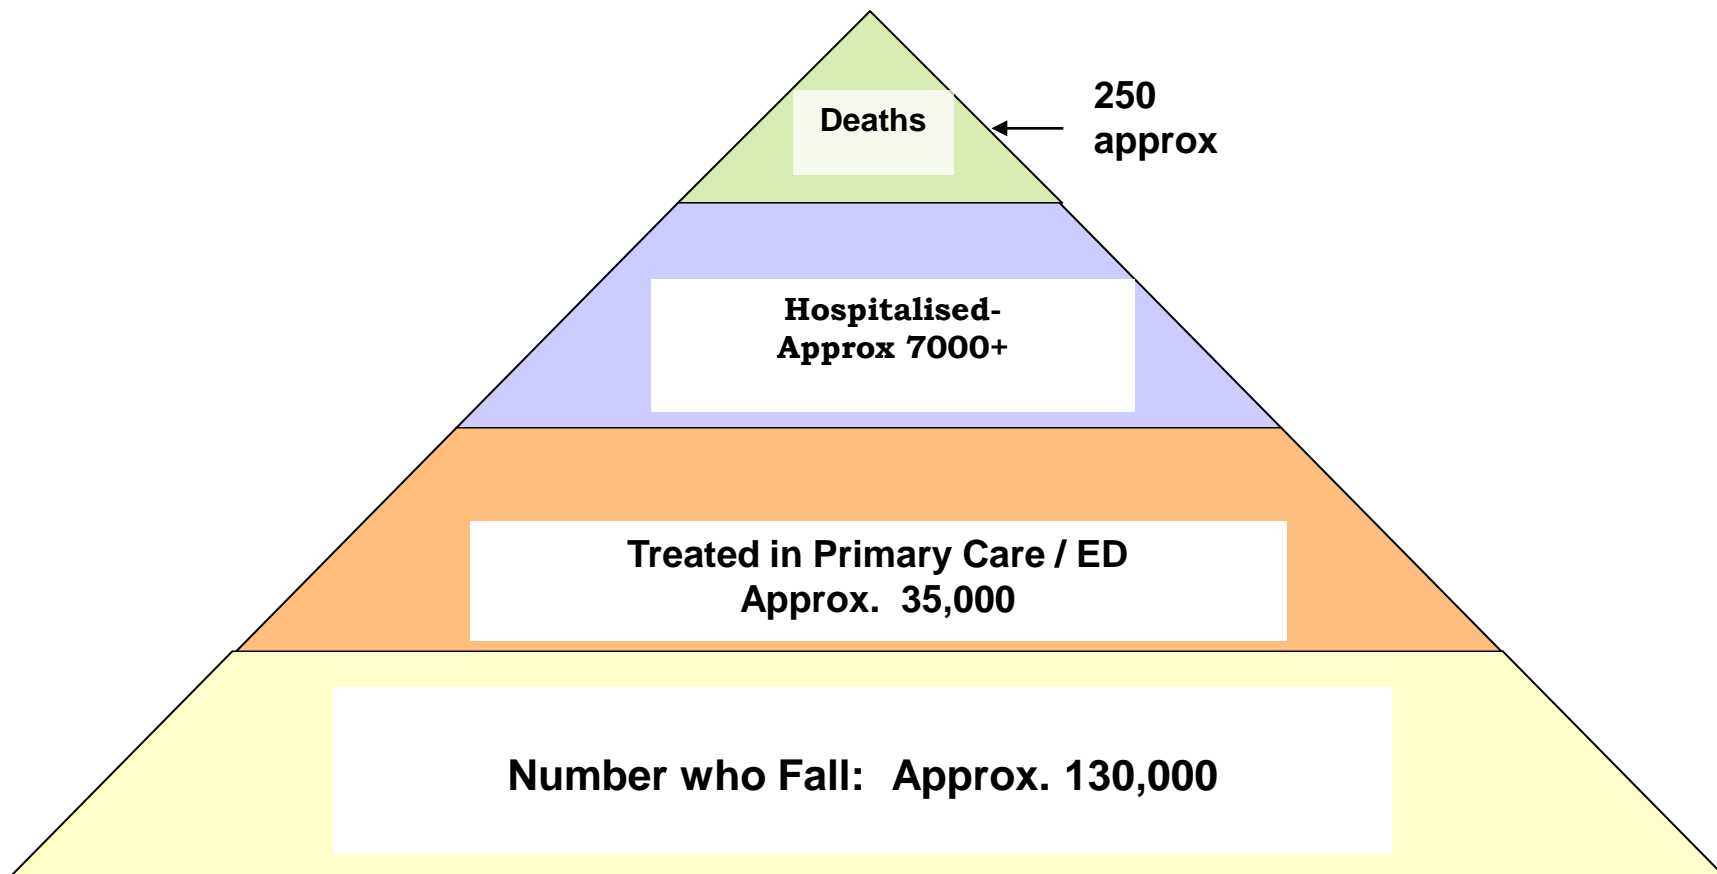 Deaths
250
approx
Hospitalised-
Approx 7000+
Treated in Primary Care / ED
Approx.  35,000
Number who Fall:  Approx. 130,000